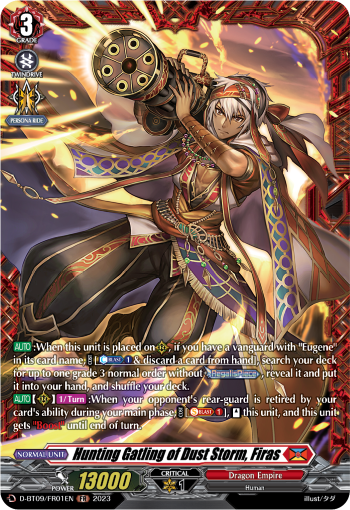 3
GRADE
TWINDRIVE
PERSONA RIDE
AUTO :When this unit is placed on , if you have a vanguard with "Eugene"
in its card name, COST [ BLAST 1 & discard a card from hand], search your deck
for up to one grade 3 normal order without RegalisPiece , reveal it and put
it into your hand, and shuffle your deck.
AUTO 1/Turn :When your opponent's rear-guard is retired by your
card's ability during your main phase, [ BLAST 1 ], this unit, and this unit
gets "Boost" until end of turn.
NORMAL UNIT
Hunting Gatling of Dust Storm, Firas
POWER 13000
CRITICAL
1
Dragon Empire
Human
D-BT09/FR01EN FR 2023
illust/タダ